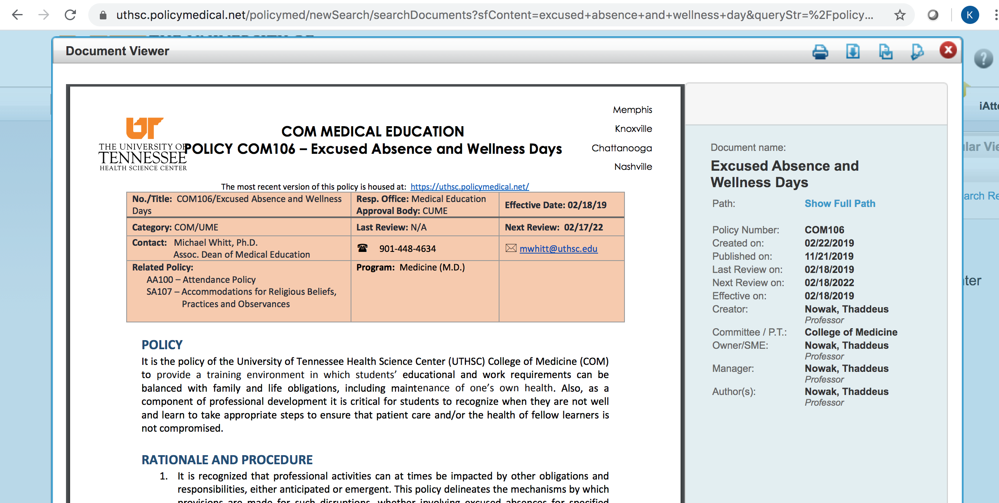 uthsc.policymedical.net/policymed/newSearch/searchDocuments?sfContent=excused+absence+and+wellness+day&queryStr=%2Fpolicy...
K
Document Viewer
?
iAtte
Memphis
Knoxville
Chattanooga
Nashville
UT
THE UNIVERSITY OF
TENNESSEE
HEALTH SCIENCE CENTER
COM MEDICAL EDUCATION
POLICY COM106 – Excused Absence and Wellness Days
The most recent version of this policy is housed at: https://uthsc.policymedical.net/
No./Title: COM106/Excused Absence and Wellness
Days
Resp. Office: Medical Education
Approval Body: CUME
Effective Date: 02/18/19
Category: COM/UME
Last Review: N/A
Next Review: 02/17/22
Contact: Michael Whitt, Ph.D.
Assoc. Dean of Medical Education
901-448-4634
mwhitt@uthsc.edu
Related Policy:
AA100 – Attendance Policy
SA107 – Accommodations for Religious Beliefs,
Practices and Observances
Program: Medicine (M.D.)
POLICY
It is the policy of the University of Tennessee Health Science Center (UTHSC) College of Medicine (COM)
to provide a training environment in which students’ educational and work requirements can be
balanced with family and life obligations, including maintenance of one’s own health. Also, as a
component of professional development it is critical for students to recognize when they are not well
and learn to take appropriate steps to ensure that patient care and/or the health of fellow learners is
not compromised.
RATIONALE AND PROCEDURE
1. It is recognized that professional activities can at times be impacted by other obligations and
responsibilities, either anticipated or emergent. This policy delineates the mechanisms by which
provisions are made for such disruptions, whether involving excused absences for specified
Document name:
Excused Absence and
Wellness Days
Path: Show Full Path
Policy Number: COM106
Created on: 02/22/2019
Published on: 11/21/2019
Last Review on: 02/18/2019
Next Review on: 02/18/2022
Effective on: 02/18/2019
Creator: Nowak, Thaddeus
Professor
Committee / P.T.: College of Medicine
Owner/SME: Nowak, Thaddeus
Professor
Manager: Nowak, Thaddeus
Professor
Author(s): Nowak, Thaddeus
Professor
ular Vie
arch Re
ter